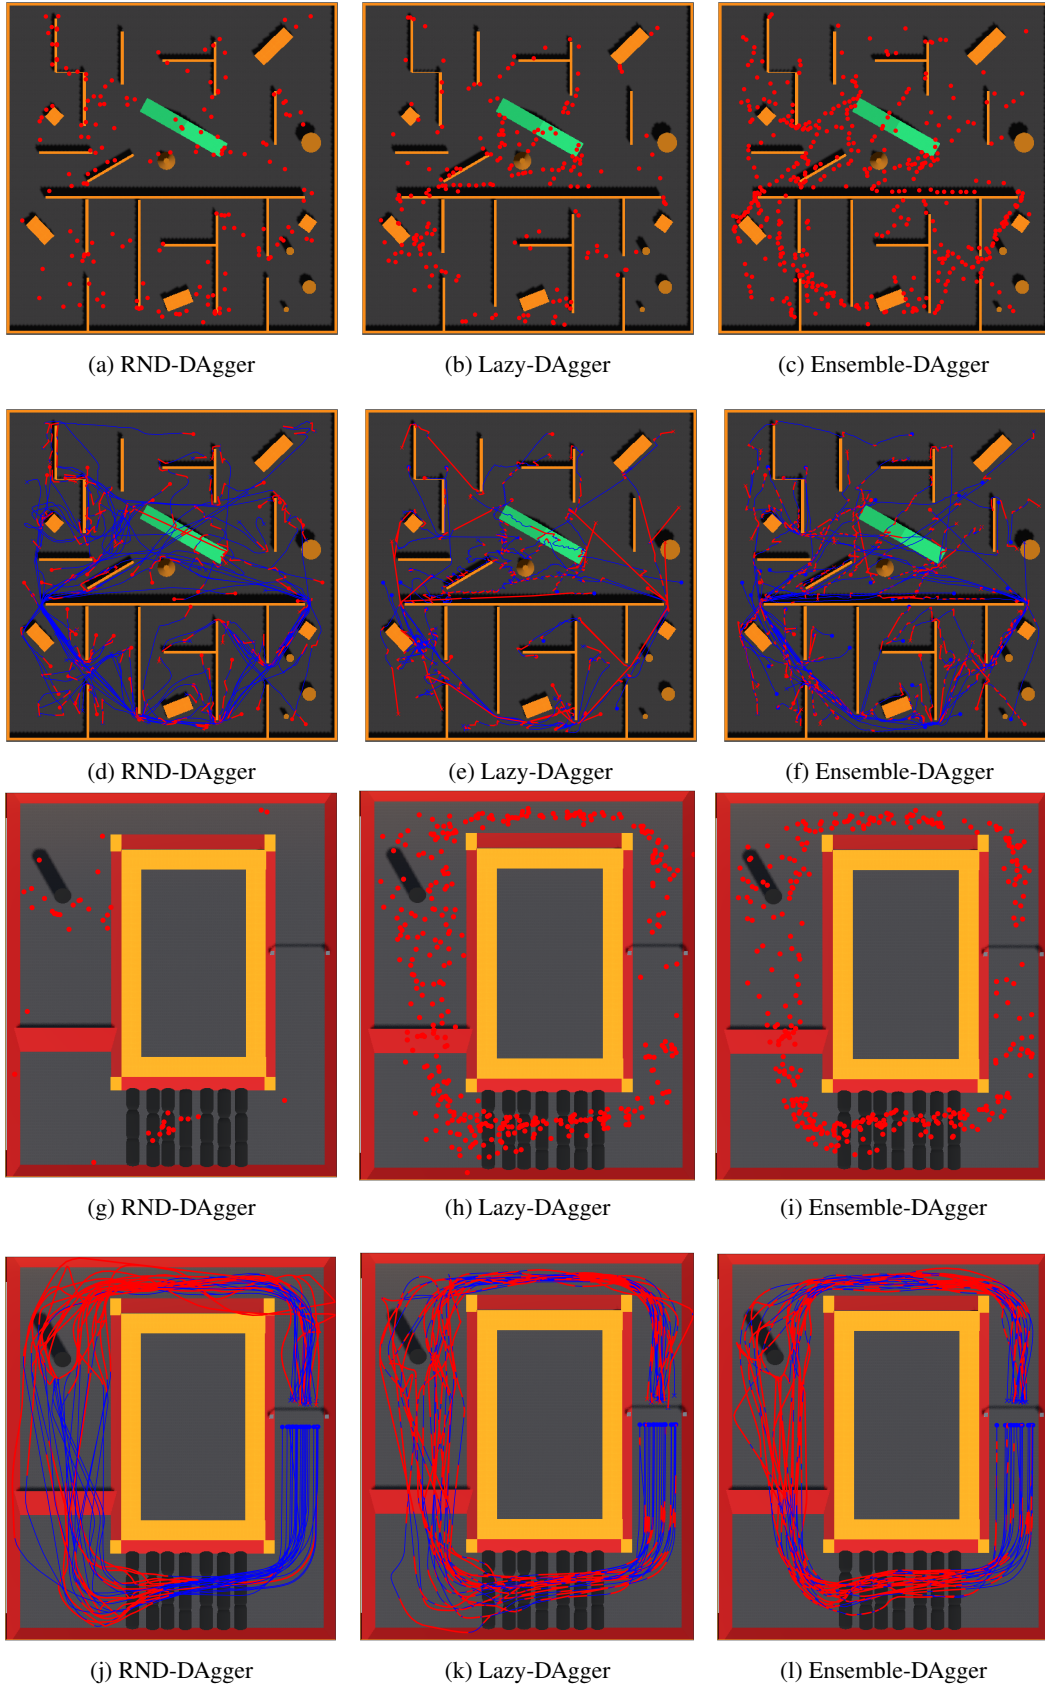 (a) RND-DAgger
(b) Lazy-DAgger
(c) Ensemble-DAgger
(d) RND-DAgger
(e) Lazy-DAgger
(f) Ensemble-DAgger
(g) RND-DAgger
(h) Lazy-DAgger
(i) Ensemble-DAgger
(j) RND-DAgger
(k) Lazy-DAgger
(l) Ensemble-DAgger